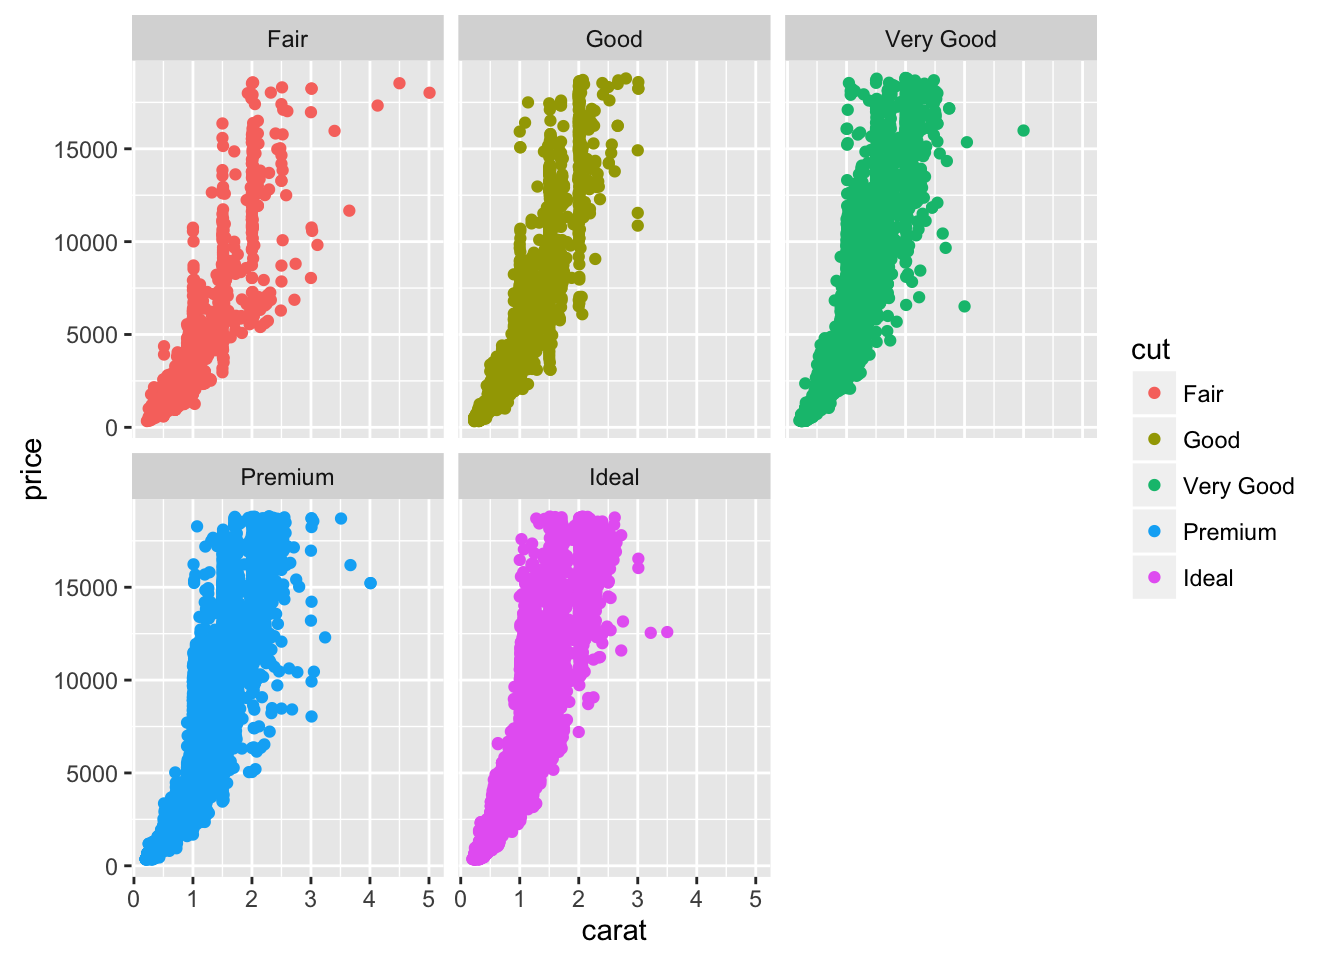 Fair Good Very Good
15000
10000
5000
0
price
Premium Ideal
15000
10000
5000
0
0 1 2 3 4 5 0 1 2 3 4 5
carat
cut
Fair
Good
Very Good
Premium
Ideal